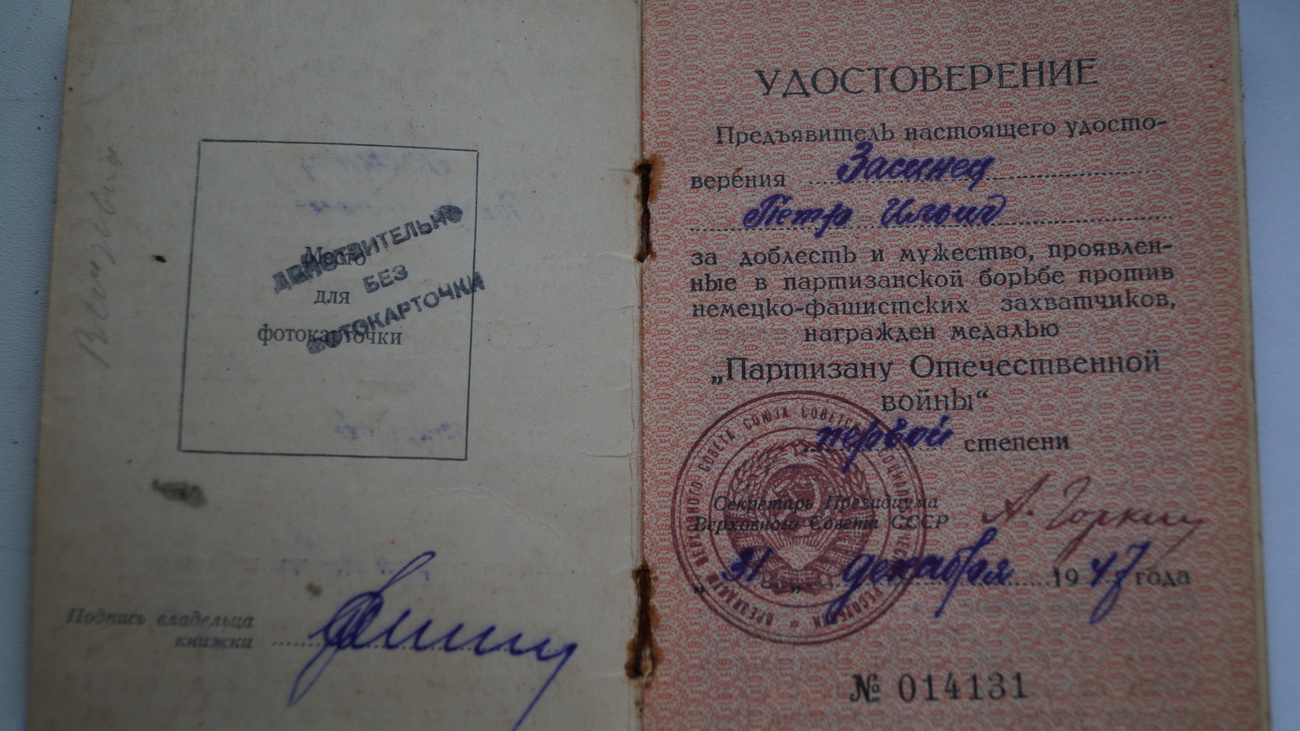 Место
для
фотокарточки
ДЕЙСТВИТЕЛЬНО
БЕЗ
ФОТОКАРТОЧКИ
Подпись владельца
книжки
УДОСТОВЕРЕНИЕ
Предъявитель настоящего удосто-
верения Засинец
Петр Ильич
за доблесть и мужество, проявлен-
ные в партизанской борьбе против
немецко-фашистских захватчиков,
награжден медалью
„Партизану Отечественной
войны“
первой степени
Секретарь Президиума
Верховного Совета СССР А. Горкин
31 декабря 1947 года
№ 014131